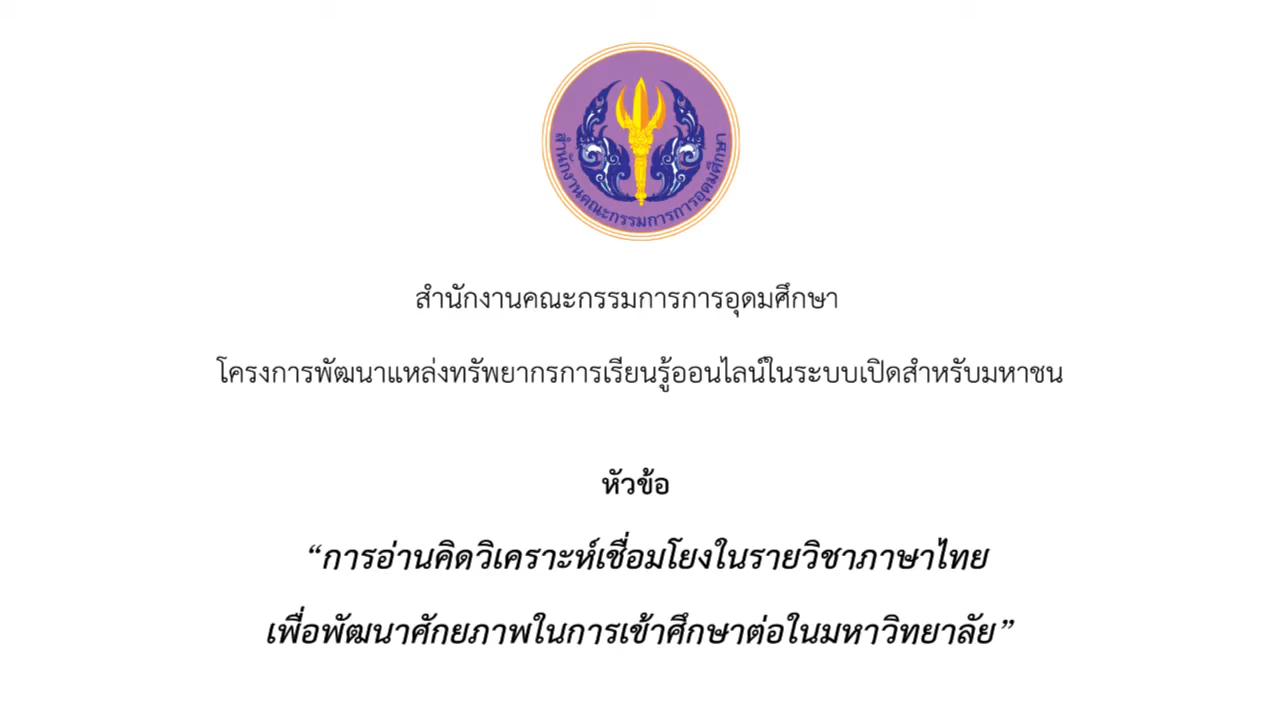 สำนักงานคณะกรรมการการอุดมศึกษา
สำนักงานคณะกรรมการการอุดมศึกษา
โครงการพัฒนาแหล่งทรัพยากรการเรียนรู้ออนไลน์ในระบบเปิดสำหรับมหาชน
หัวข้อ
“การอ่านคิดวิเคราะห์เชื่อมโยงในรายวิชาภาษาไทย
เพื่อพัฒนาศักยภาพในการเข้าศึกษาต่อในมหาวิทยาลัย”